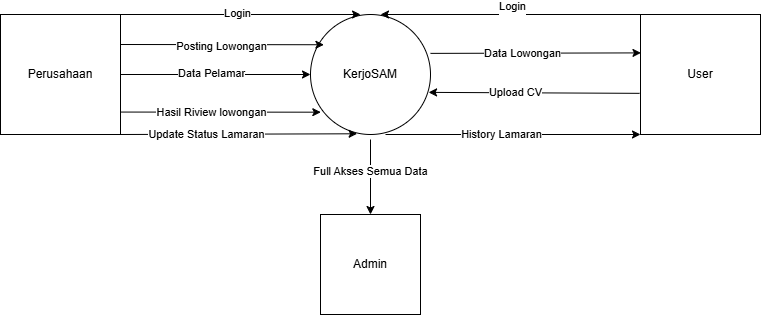 Login
Login
Posting Lowongan
Data Lowongan
Perusahaan
Data Pelamar
KerjoSAM
User
Upload CV
Hasil Riview lowongan
Update Status Lamaran
History Lamaran
Full Akses Semua Data
Admin